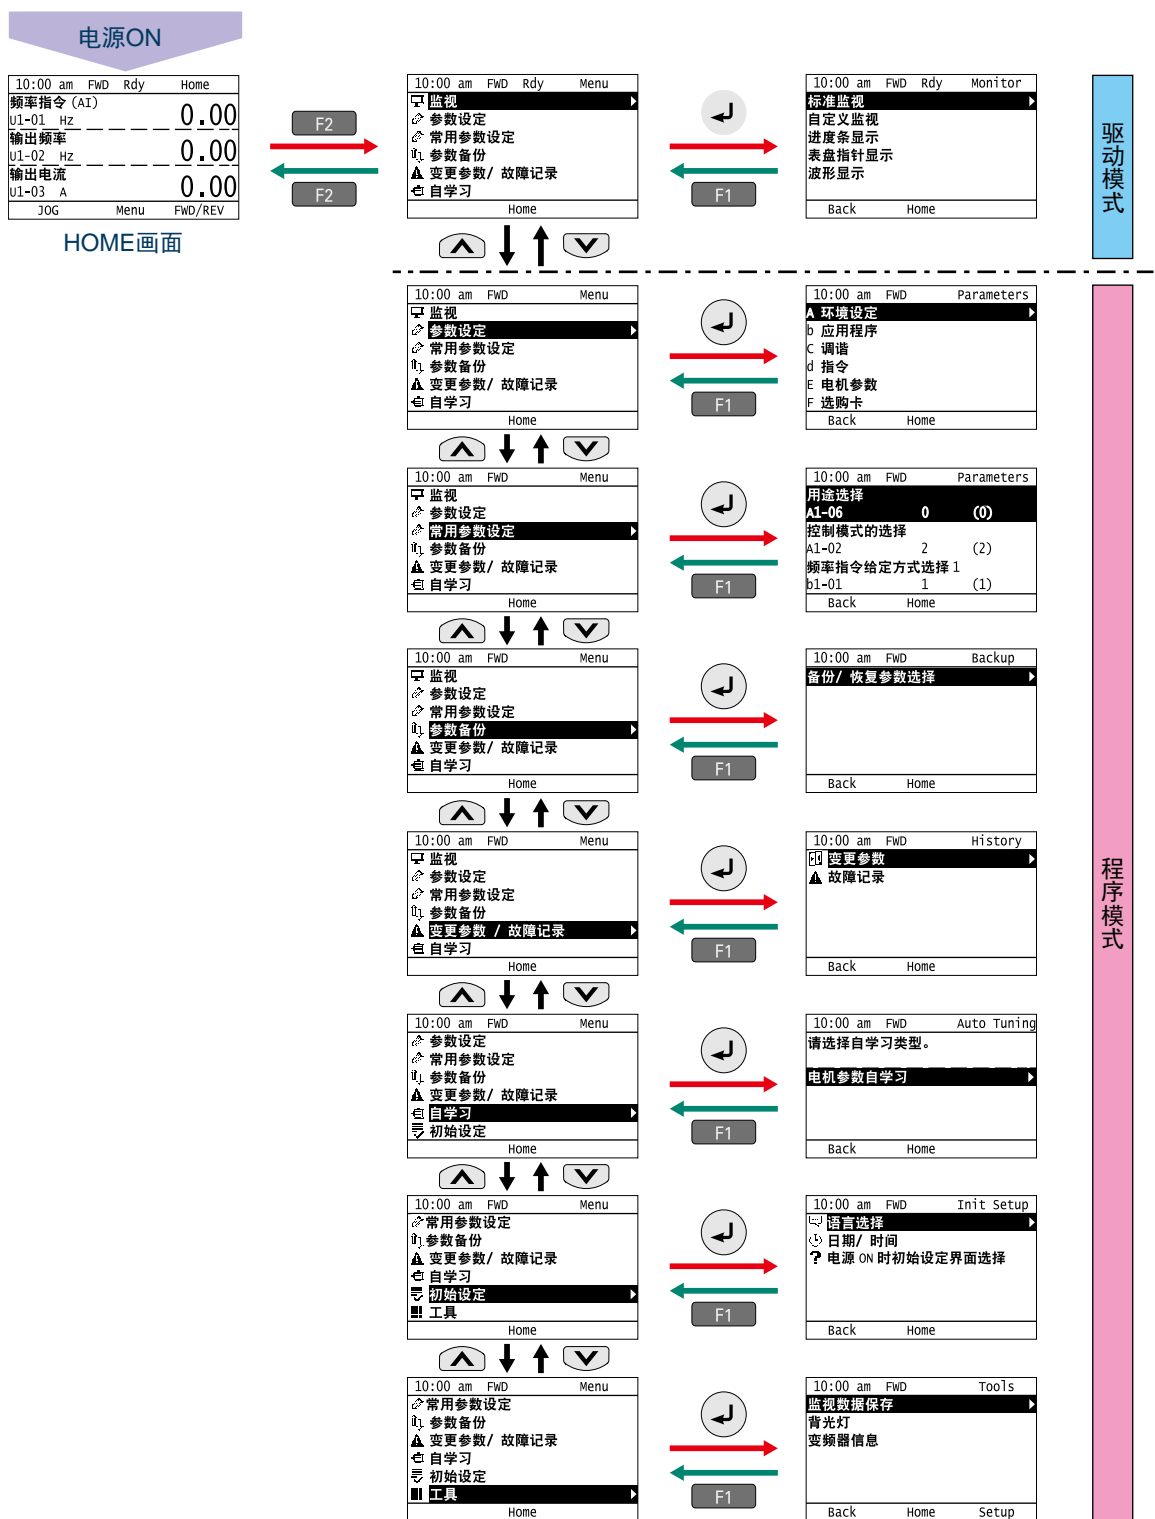 电源ON
10:00 am FWD Rdy Home
频率指令 (AI)
U1-01 Hz 0.00
输出频率
U1-02 Hz 0.00
输出电流
U1-03 A 0.00
JOG Menu FWD/REV
HOME画面
F2
F2
10:00 am FWD Rdy Menu
监视
参数设定
常用参数设定
参数备份
变更参数/ 故障记录
自学习
Home
F1
10:00 am FWD Rdy Monitor
标准监视
自定义监视
进度条显示
表盘指针显示
波形显示
Back Home
驱动模式
10:00 am FWD Menu
监视
参数设定
常用参数设定
参数备份
变更参数/ 故障记录
自学习
Home
F1
10:00 am FWD Parameters
A 环境设定
b 应用程序
C 调谐
d 指令
E 电机参数
F 选购卡
Back Home
10:00 am FWD Menu
监视
参数设定
常用参数设定
参数备份
变更参数/ 故障记录
自学习
Home
F1
10:00 am FWD Parameters
用途选择
A1-06 0 (0)
控制模式的选择
A1-02 2 (2)
频率指令给定方式选择 1
b1-01 1 (1)
Back Home
10:00 am FWD Menu
监视
参数设定
常用参数设定
参数备份
变更参数/ 故障记录
自学习
Home
F1
10:00 am FWD Backup
备份/ 恢复参数选择
Back Home
10:00 am FWD Menu
监视
参数设定
常用参数设定
参数备份
变更参数 / 故障记录
自学习
Home
F1
10:00 am FWD History
变更参数
故障记录
Back Home
程序模式
10:00 am FWD Menu
参数设定
常用参数设定
参数备份
变更参数/ 故障记录
自学习
初始设定
Home
F1
10:00 am FWD Auto Tuning
请选择自学习类型。
电机参数自学习
Back Home
10:00 am FWD Menu
常用参数设定
参数备份
变更参数/ 故障记录
自学习
初始设定
工具
Home
F1
10:00 am FWD Init Setup
语言选择
日期/ 时间
? 电源 ON 时初始设定界面选择
Back Home
10:00 am FWD Menu
常用参数设定
参数备份
变更参数/ 故障记录
自学习
初始设定
工具
Home
F1
10:00 am FWD Tools
监视数据保存
背光灯
变频器信息
Back Home Setup